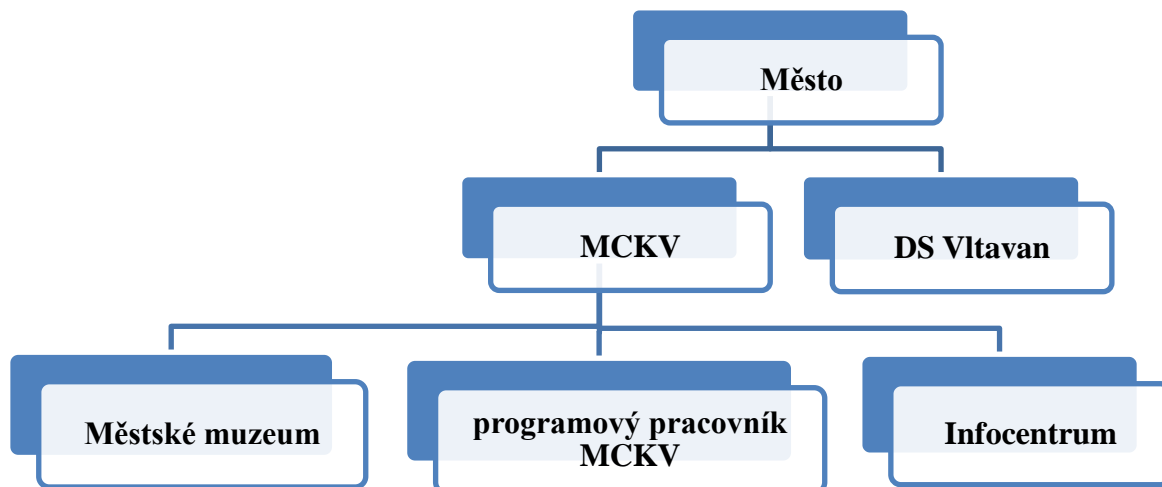 Město
MCKV
DS Vltavan
Městské muzeum
programový pracovník
MCKV
Infocentrum